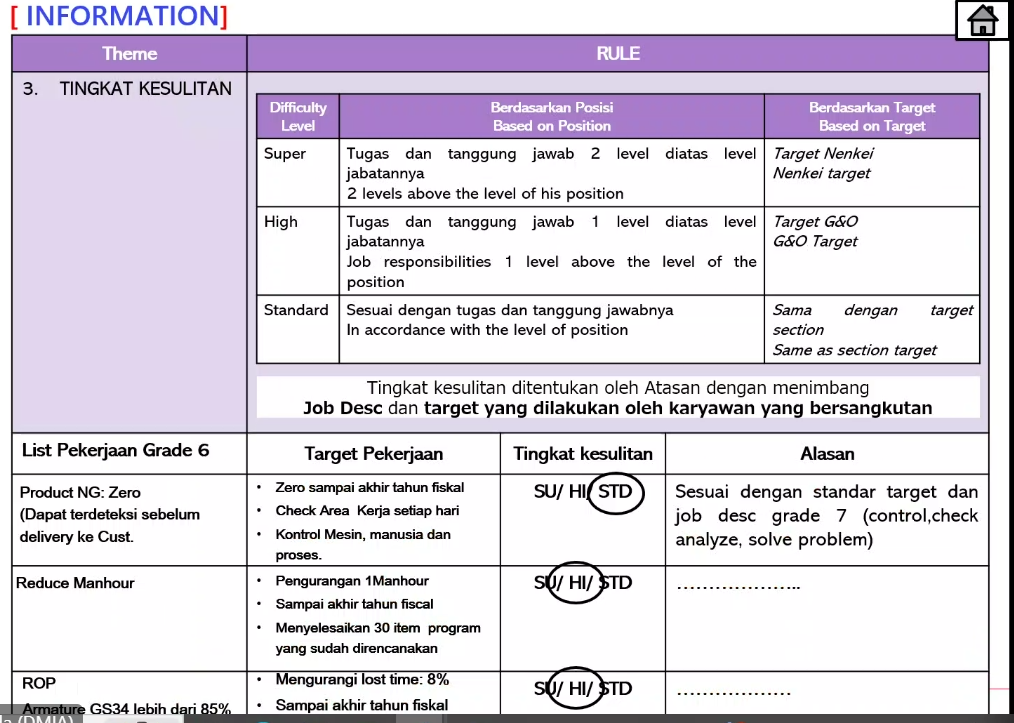 [ INFORMATION]
Theme
RULE
3. TINGKAT KESULITAN
Difficulty
Level
Berdasarkan Posisi
Based on Position
Berdasarkan Target
Based on Target
Super
Tugas dan tanggung jawab 2 level diatas level
jabatannya
2 levels above the level of his position
Target Nenkei
Nenkei target
High
Tugas dan tanggung jawab 1 level diatas level
jabatannya
Job responsibilities 1 level above the level of the
position
Target G&O
G&O Target
Standard
Sesuai dengan tugas dan tanggung jawabnya
In accordance with the level of position
Sama dengan target
section
Same as section target
Tingkat kesulitan ditentukan oleh Atasan dengan menimbang
Job Desc dan target yang dilakukan oleh karyawan yang bersangkutan
List Pekerjaan Grade 6
Target Pekerjaan
Tingkat kesulitan
Alasan
Product NG: Zero
(Dapat terdeteksi sebelum
delivery ke Cust.
• Zero sampai akhir tahun fiskal
• Check Area Kerja setiap hari
• Kontrol Mesin, manusia dan
proses.
SU/ HI/ STD
Sesuai dengan standar target dan
job desc grade 7 (control,check
analyze, solve problem)
Reduce Manhour
• Pengurangan 1Manhour
• Sampai akhir tahun fiscal
• Menyelesaikan 30 item program
yang sudah direncanakan
SU/ HI/ STD
.....................
ROP
Armature GS34 lebih dari 85%
• Mengurangi lost time: 8%
• Sampai akhir tahun fiskal
SU/ HI/ STD
...................
(DMIA)